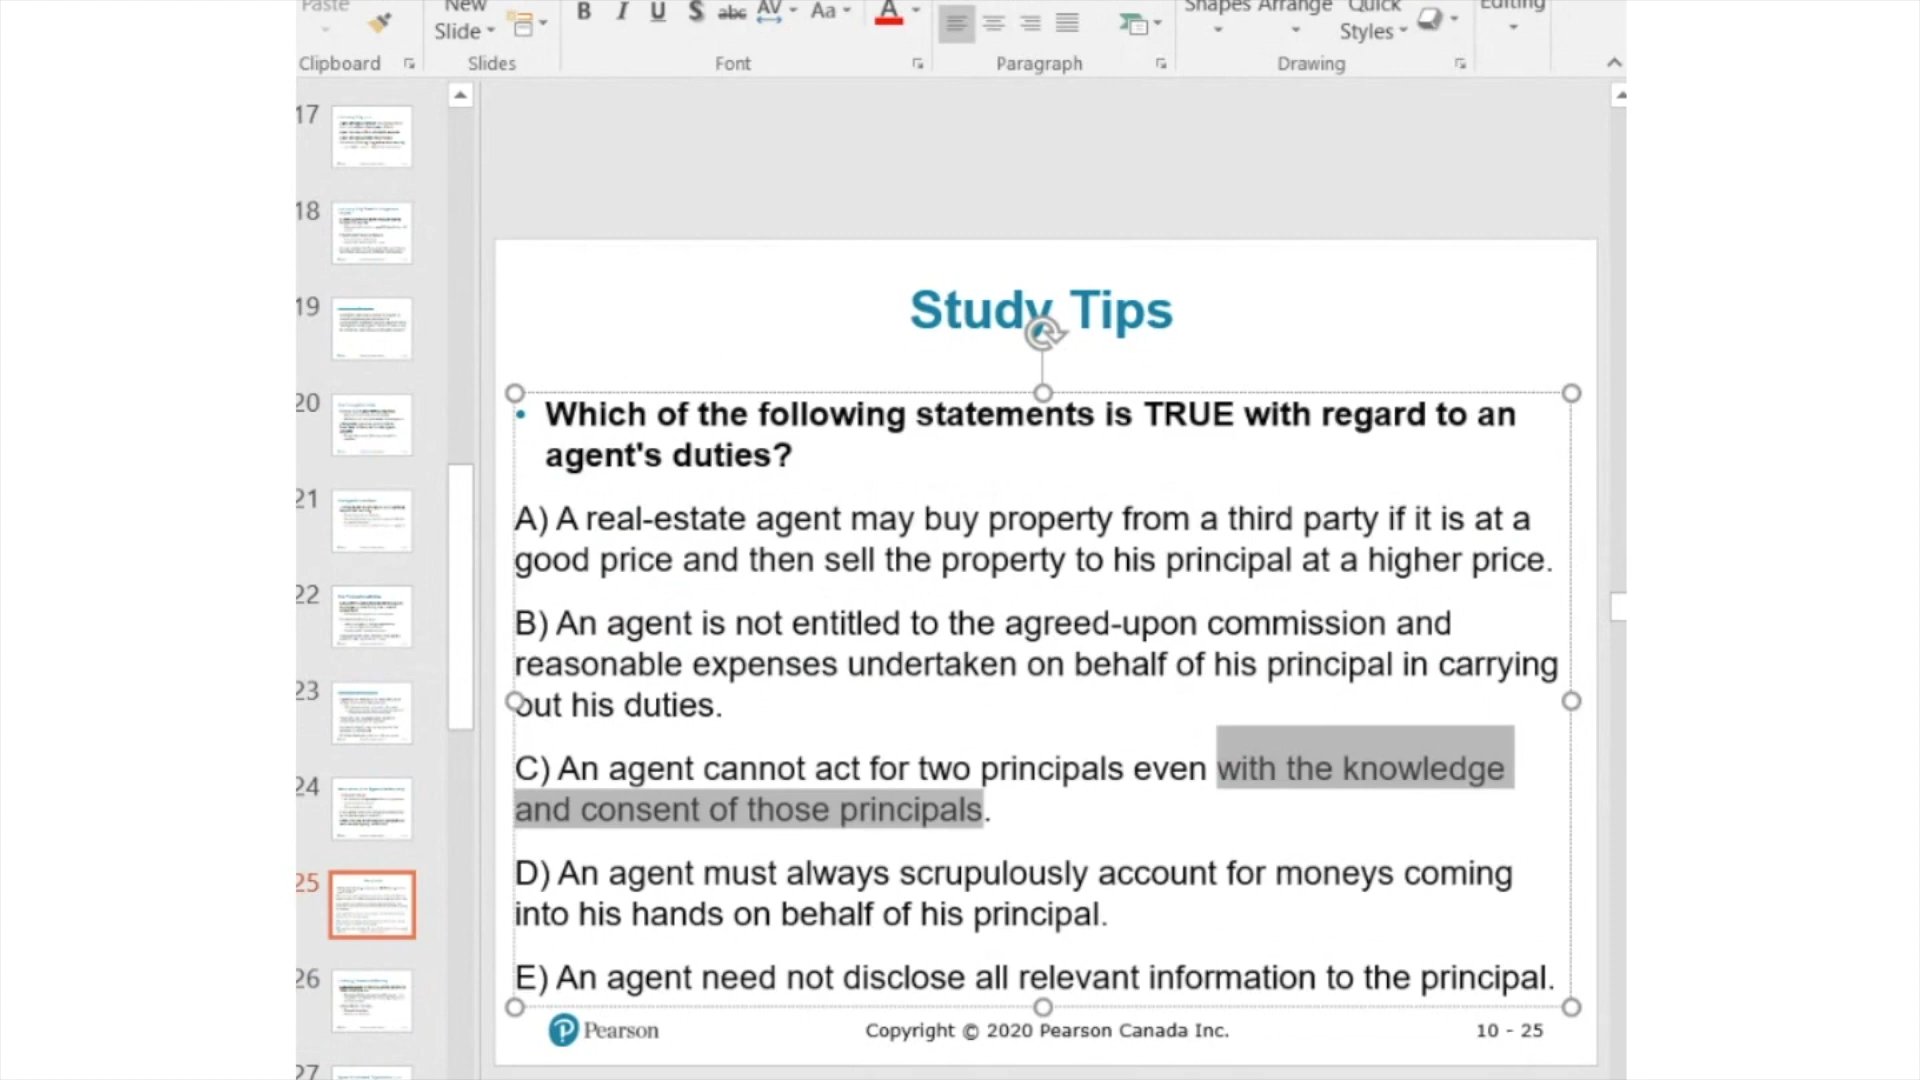 Paste
New
Slide
B I U S abc AV Aa A
Shapes Arrange Quick
Styles
Editing
Clipboard
Slides
Font
Paragraph
Drawing
17
18
19
20
21
22
23
24
25
26
27
Study Tips
• Which of the following statements is TRUE with regard to an
agent's duties?
A) A real-estate agent may buy property from a third party if it is at a
good price and then sell the property to his principal at a higher price.
B) An agent is not entitled to the agreed-upon commission and
reasonable expenses undertaken on behalf of his principal in carrying
out his duties.
C) An agent cannot act for two principals even with the knowledge
and consent of those principals.
D) An agent must always scrupulously account for moneys coming
into his hands on behalf of his principal.
E) An agent need not disclose all relevant information to the principal.
Pearson
Copyright © 2020 Pearson Canada Inc.
10 - 25